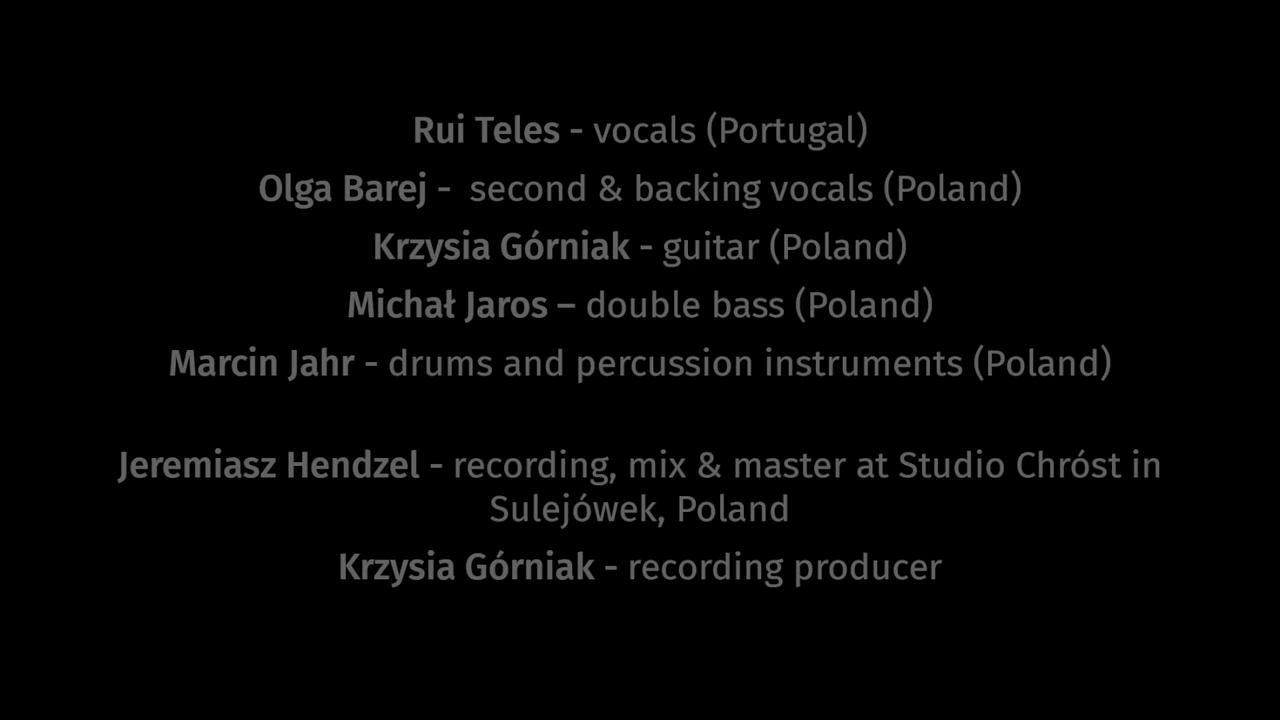 Rui Teles - vocals (Portugal)
Olga Barej -  second & backing vocals (Poland)
Krzysia Górniak - guitar (Poland)
Michał Jaros – double bass (Poland)
Marcin Jahr - drums and percussion instruments (Poland)
Jeremiasz Hendzel - recording, mix & master at Studio Chróst in
Sulejówek, Poland
Krzysia Górniak - recording producer